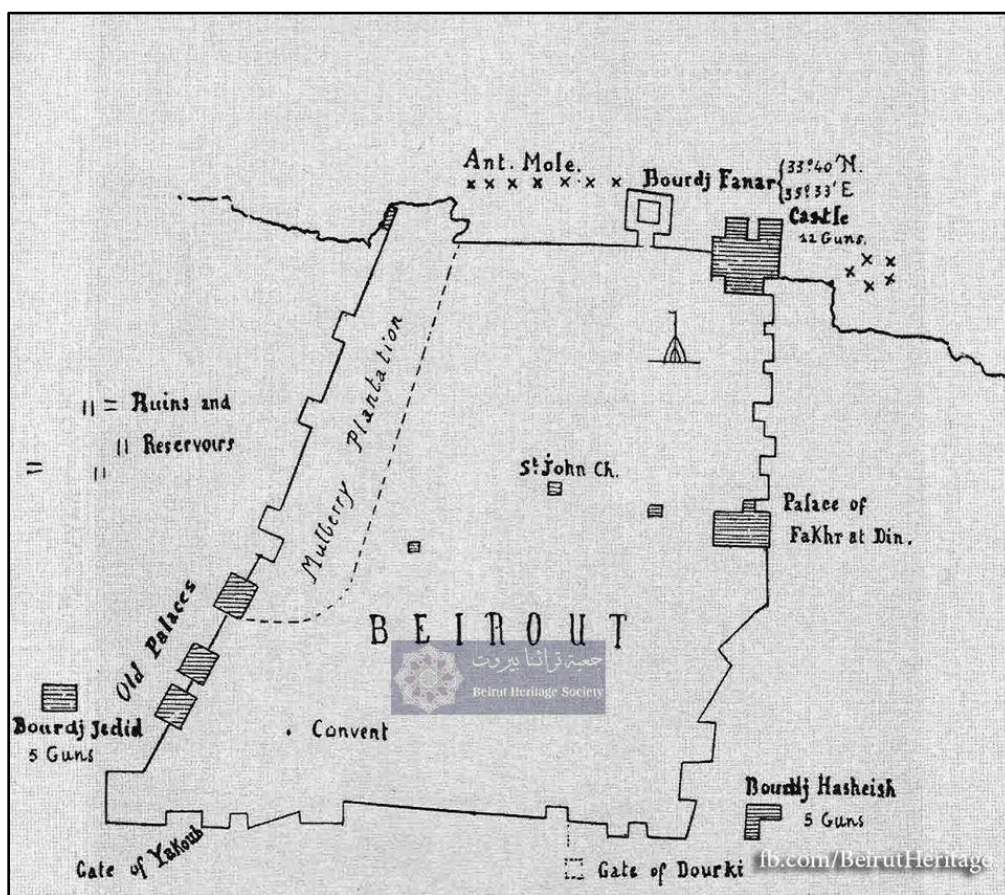 Ant. Mole.
Bourdj Fanar
33°40'N.
35°33'E
Castle
12 Guns.
Mulberry Plantation
Ruins and
Reservours
St. John Ch.
Palace of
FaKhr at Din.
Old Palaces
BEIROUT
جمعية تراثنا بيروت
Beirut Heritage Society
Bourdj Jedid
5 Guns
Convent
Bourdj Hasheish
5 Guns
Gate of Yakoub
Gate of Dourki
fb.com/BeirutHeritage